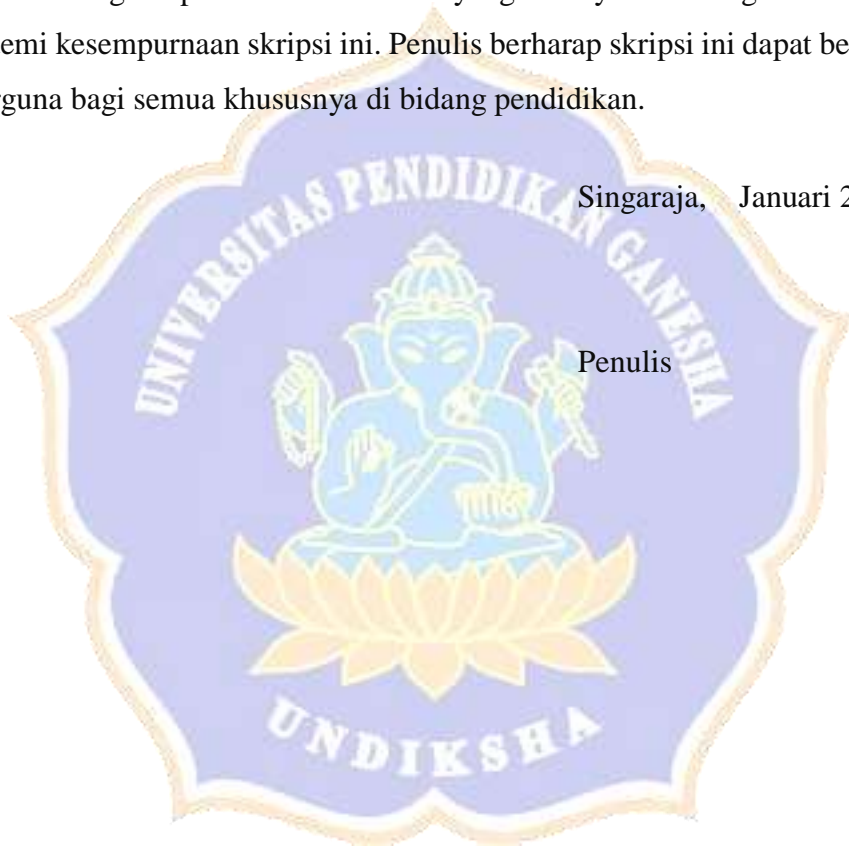 emi kesempurnaan skripsi ini. Penulis berharap skripsi ini dapat be
guna bagi semua khususnya di bidang pendidikan.
Singaraja, Januari 2
Penulis
UNIVERSITAS PENDIDIKAN GANESHA
UNDIKSHA